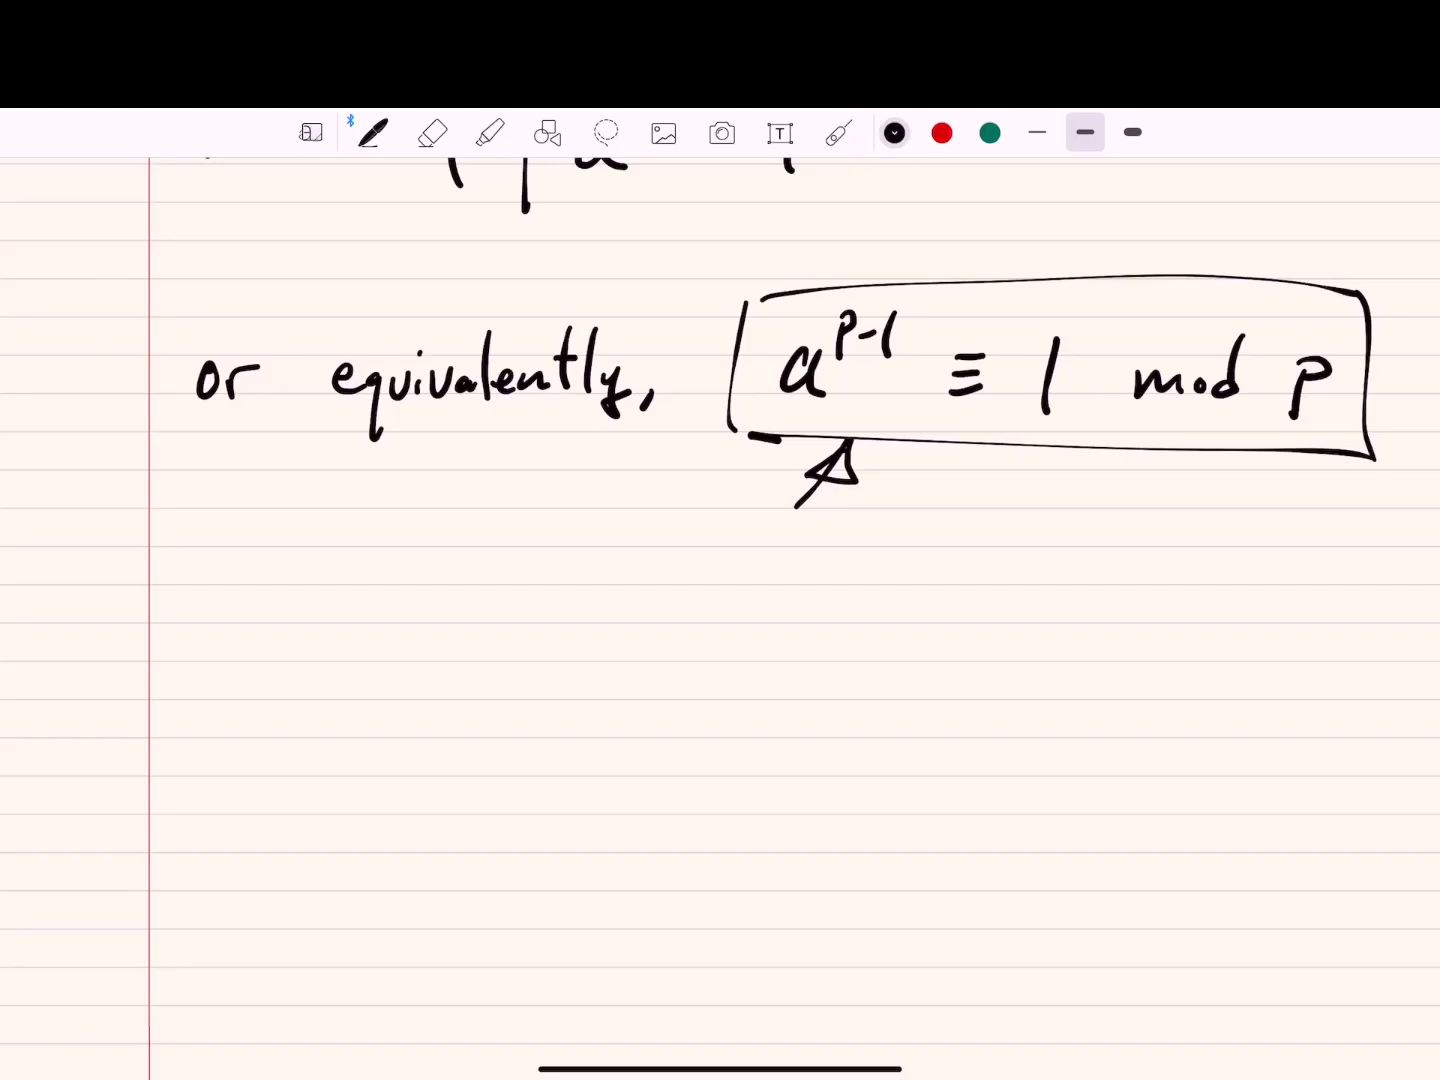 or equivalently, a^{p-1} ≡ 1 mod p